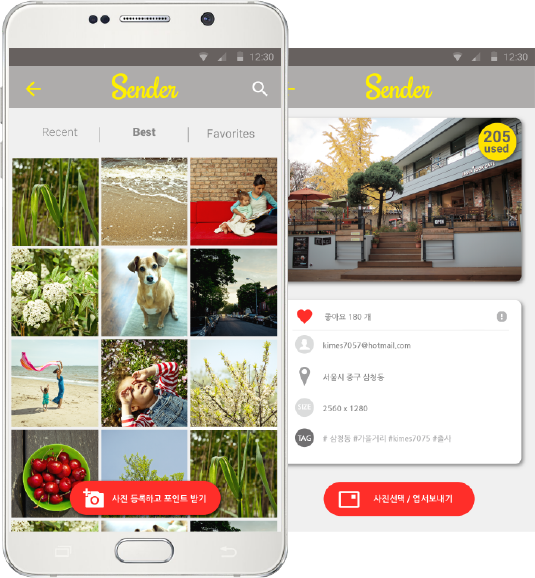 12:30
Sender
Recent
Best
Favorites
사진 등록하고 포인트 받기
12:30
Sender
205
used
좋아요 180 개
kimes7057@hotmail.com
서울시 중구 삼청동
SIZE
2560 x 1280
TAG
# 삼청동 #가을거리 #kimes7075 #출사
사진선택 / 엽서보내기